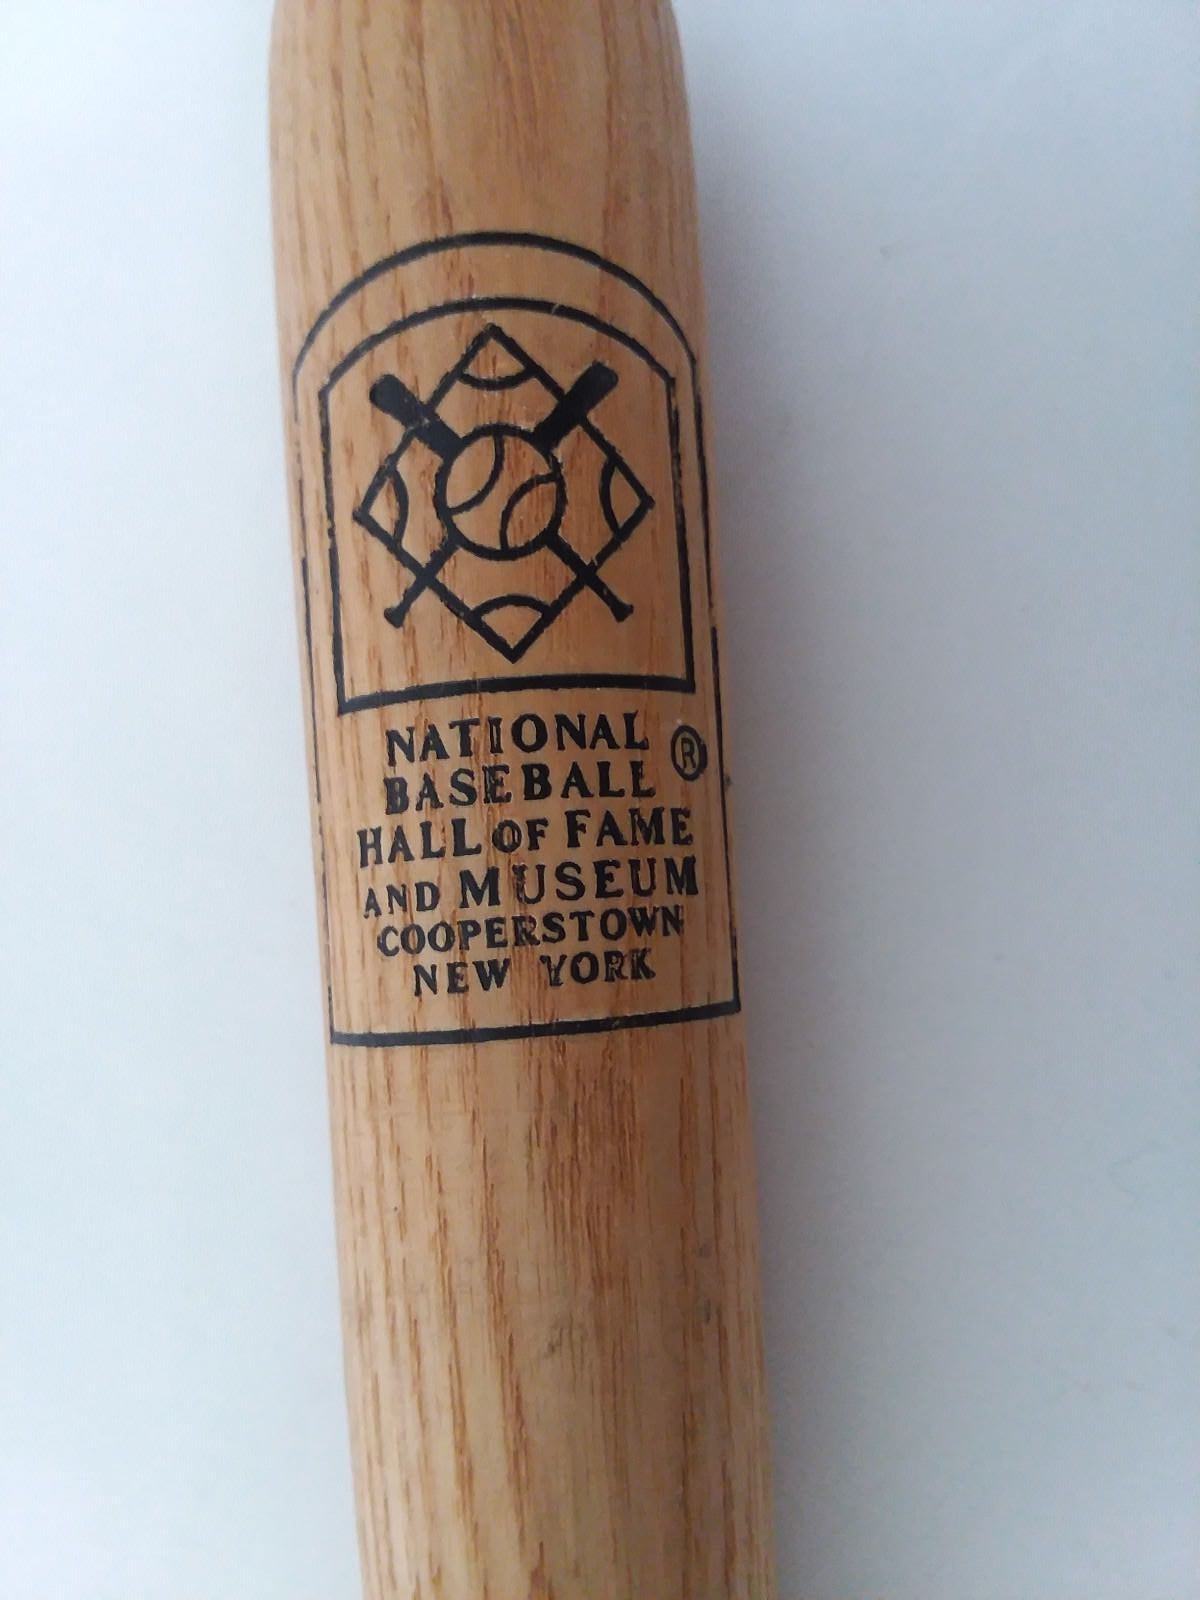 NATIONAL ®
BASEBALL
HALL OF FAME
AND MUSEUM
COOPERSTOWN
NEW YORK